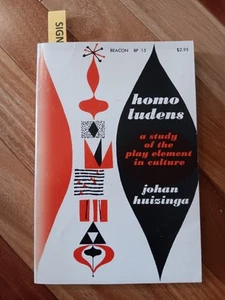 SIGN
BEACON BP 15 $2.95
homo
ludens
a study
of the
play element
in culture
johan
huizinga